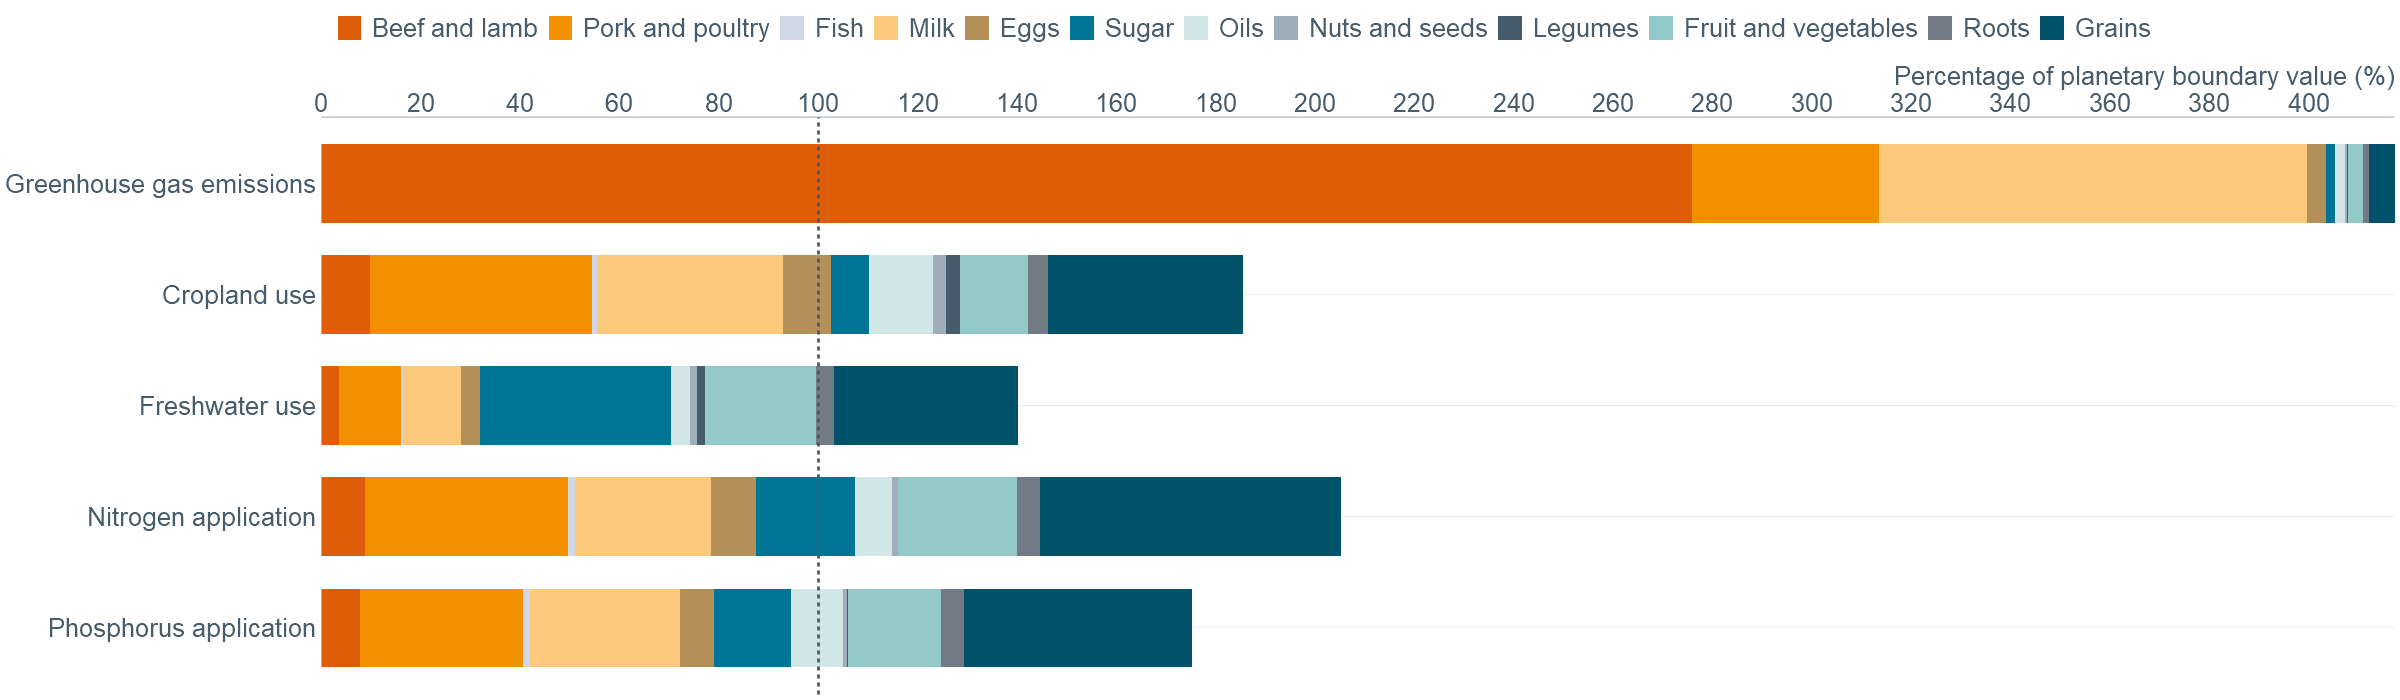 Beef and lamb Pork and poultry Fish Milk Eggs Sugar Oils Nuts and seeds Legumes Fruit and vegetables Roots Grains
Percentage of planetary boundary value (%)
0 20 40 60 80 100 120 140 160 180 200 220 240 260 280 300 320 340 360 380 400
Greenhouse gas emissions
Cropland use
Freshwater use
Nitrogen application
Phosphorus application